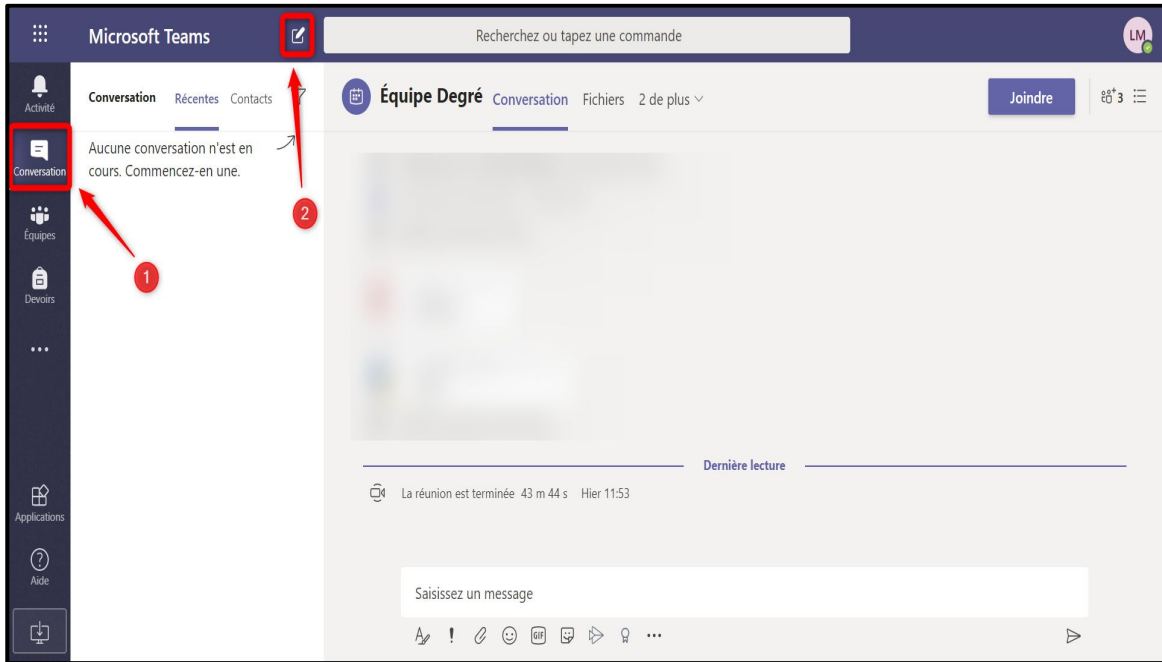 Microsoft Teams
Recherchez ou tapez une commande
LM
Activité
Conversation
Équipes
Devoirs
Applications
Aide
Conversation Récentes Contacts
Aucune conversation n'est en
cours. Commencez-en une.
1
2
Équipe Degré Conversation Fichiers 2 de plus
Joindre
3
Dernière lecture
La réunion est terminée 43 m 44 s Hier 11:53
Saisissez un message
GIF